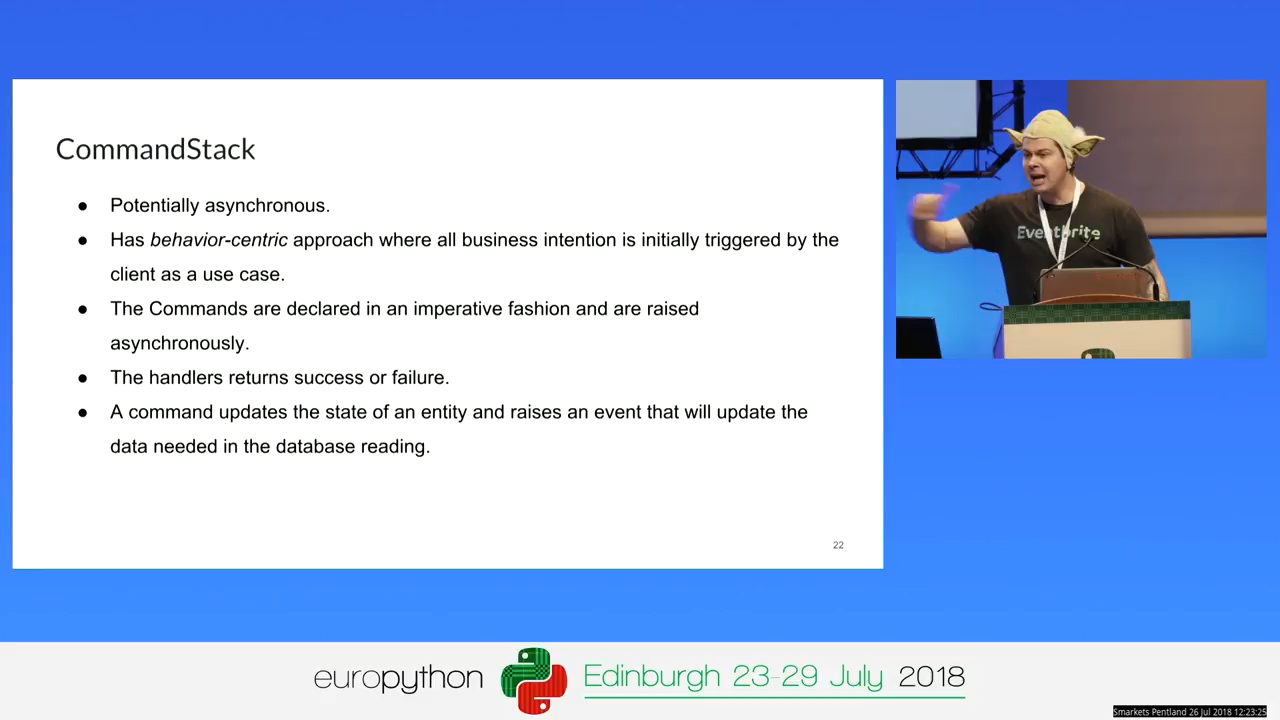 CommandStack
● Potentially asynchronous.
● Has behavior-centric approach where all business intention is initially triggered by the
client as a use case.
● The Commands are declared in an imperative fashion and are raised
asynchronously.
● The handlers returns success or failure.
● A command updates the state of an entity and raises an event that will update the
data needed in the database reading.
22
Eventbrite
europython
Edinburgh 23-29 July 2018
Smarkets Pentland 26 Jul 2018 12:23:25